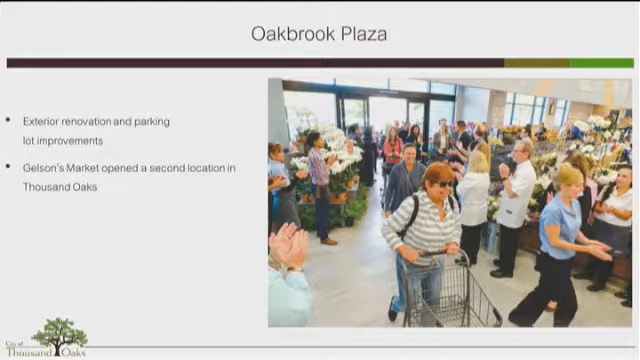 Oakbrook Plaza
• Exterior renovation and parking
lot improvements
• Gelson's Market opened a second location in
Thousand Oaks
City of
Thousand Oaks